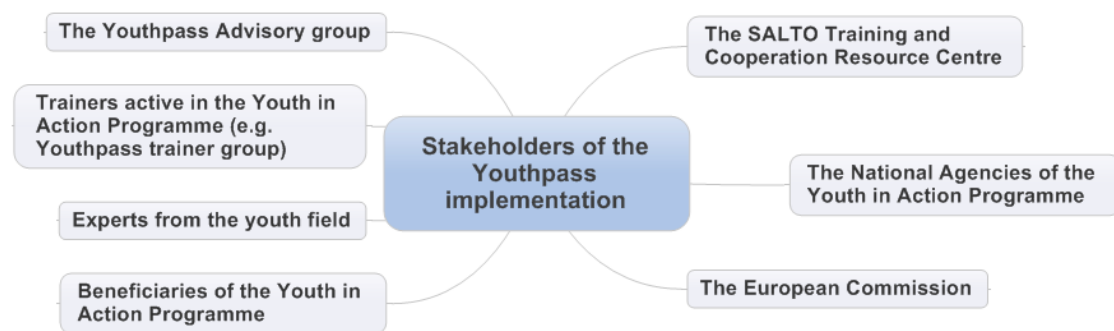 The Youthpass Advisory group
Trainers active in the Youth in
Action Programme (e.g.
Youthpass trainer group)
Experts from the youth field
Beneficiaries of the Youth in
Action Programme
Stakeholders of the
Youthpass
implementation
The SALTO Training and
Cooperation Resource Centre
The National Agencies of the
Youth in Action Programme
The European Commission